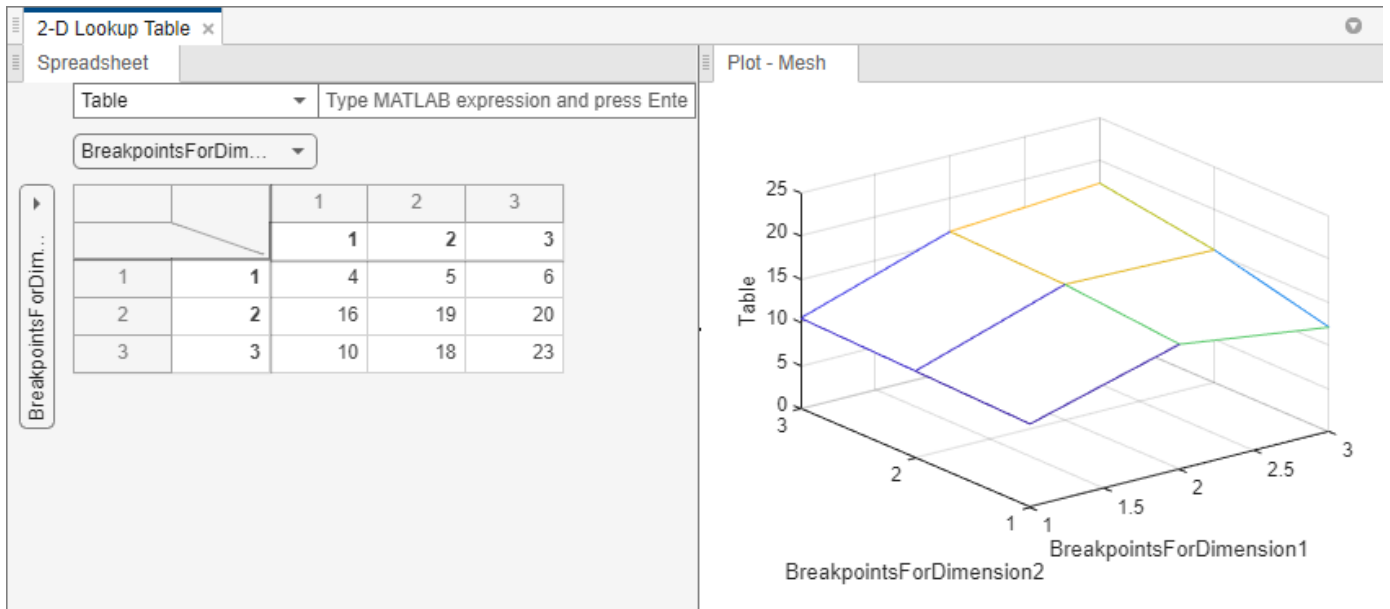 2-D Lookup Table ×
Spreadsheet
Table
Type MATLAB expression and press Ente
BreakpointsForDim...
BreakpointsForDim...
1 2 3
1 2 3
1 1 4 5 6
2 2 16 19 20
3 3 10 18 23
Plot - Mesh
25
20
15
10
5
0
Table
3
2
1
1
1.5
2
2.5
3
BreakpointsForDimension1
BreakpointsForDimension2